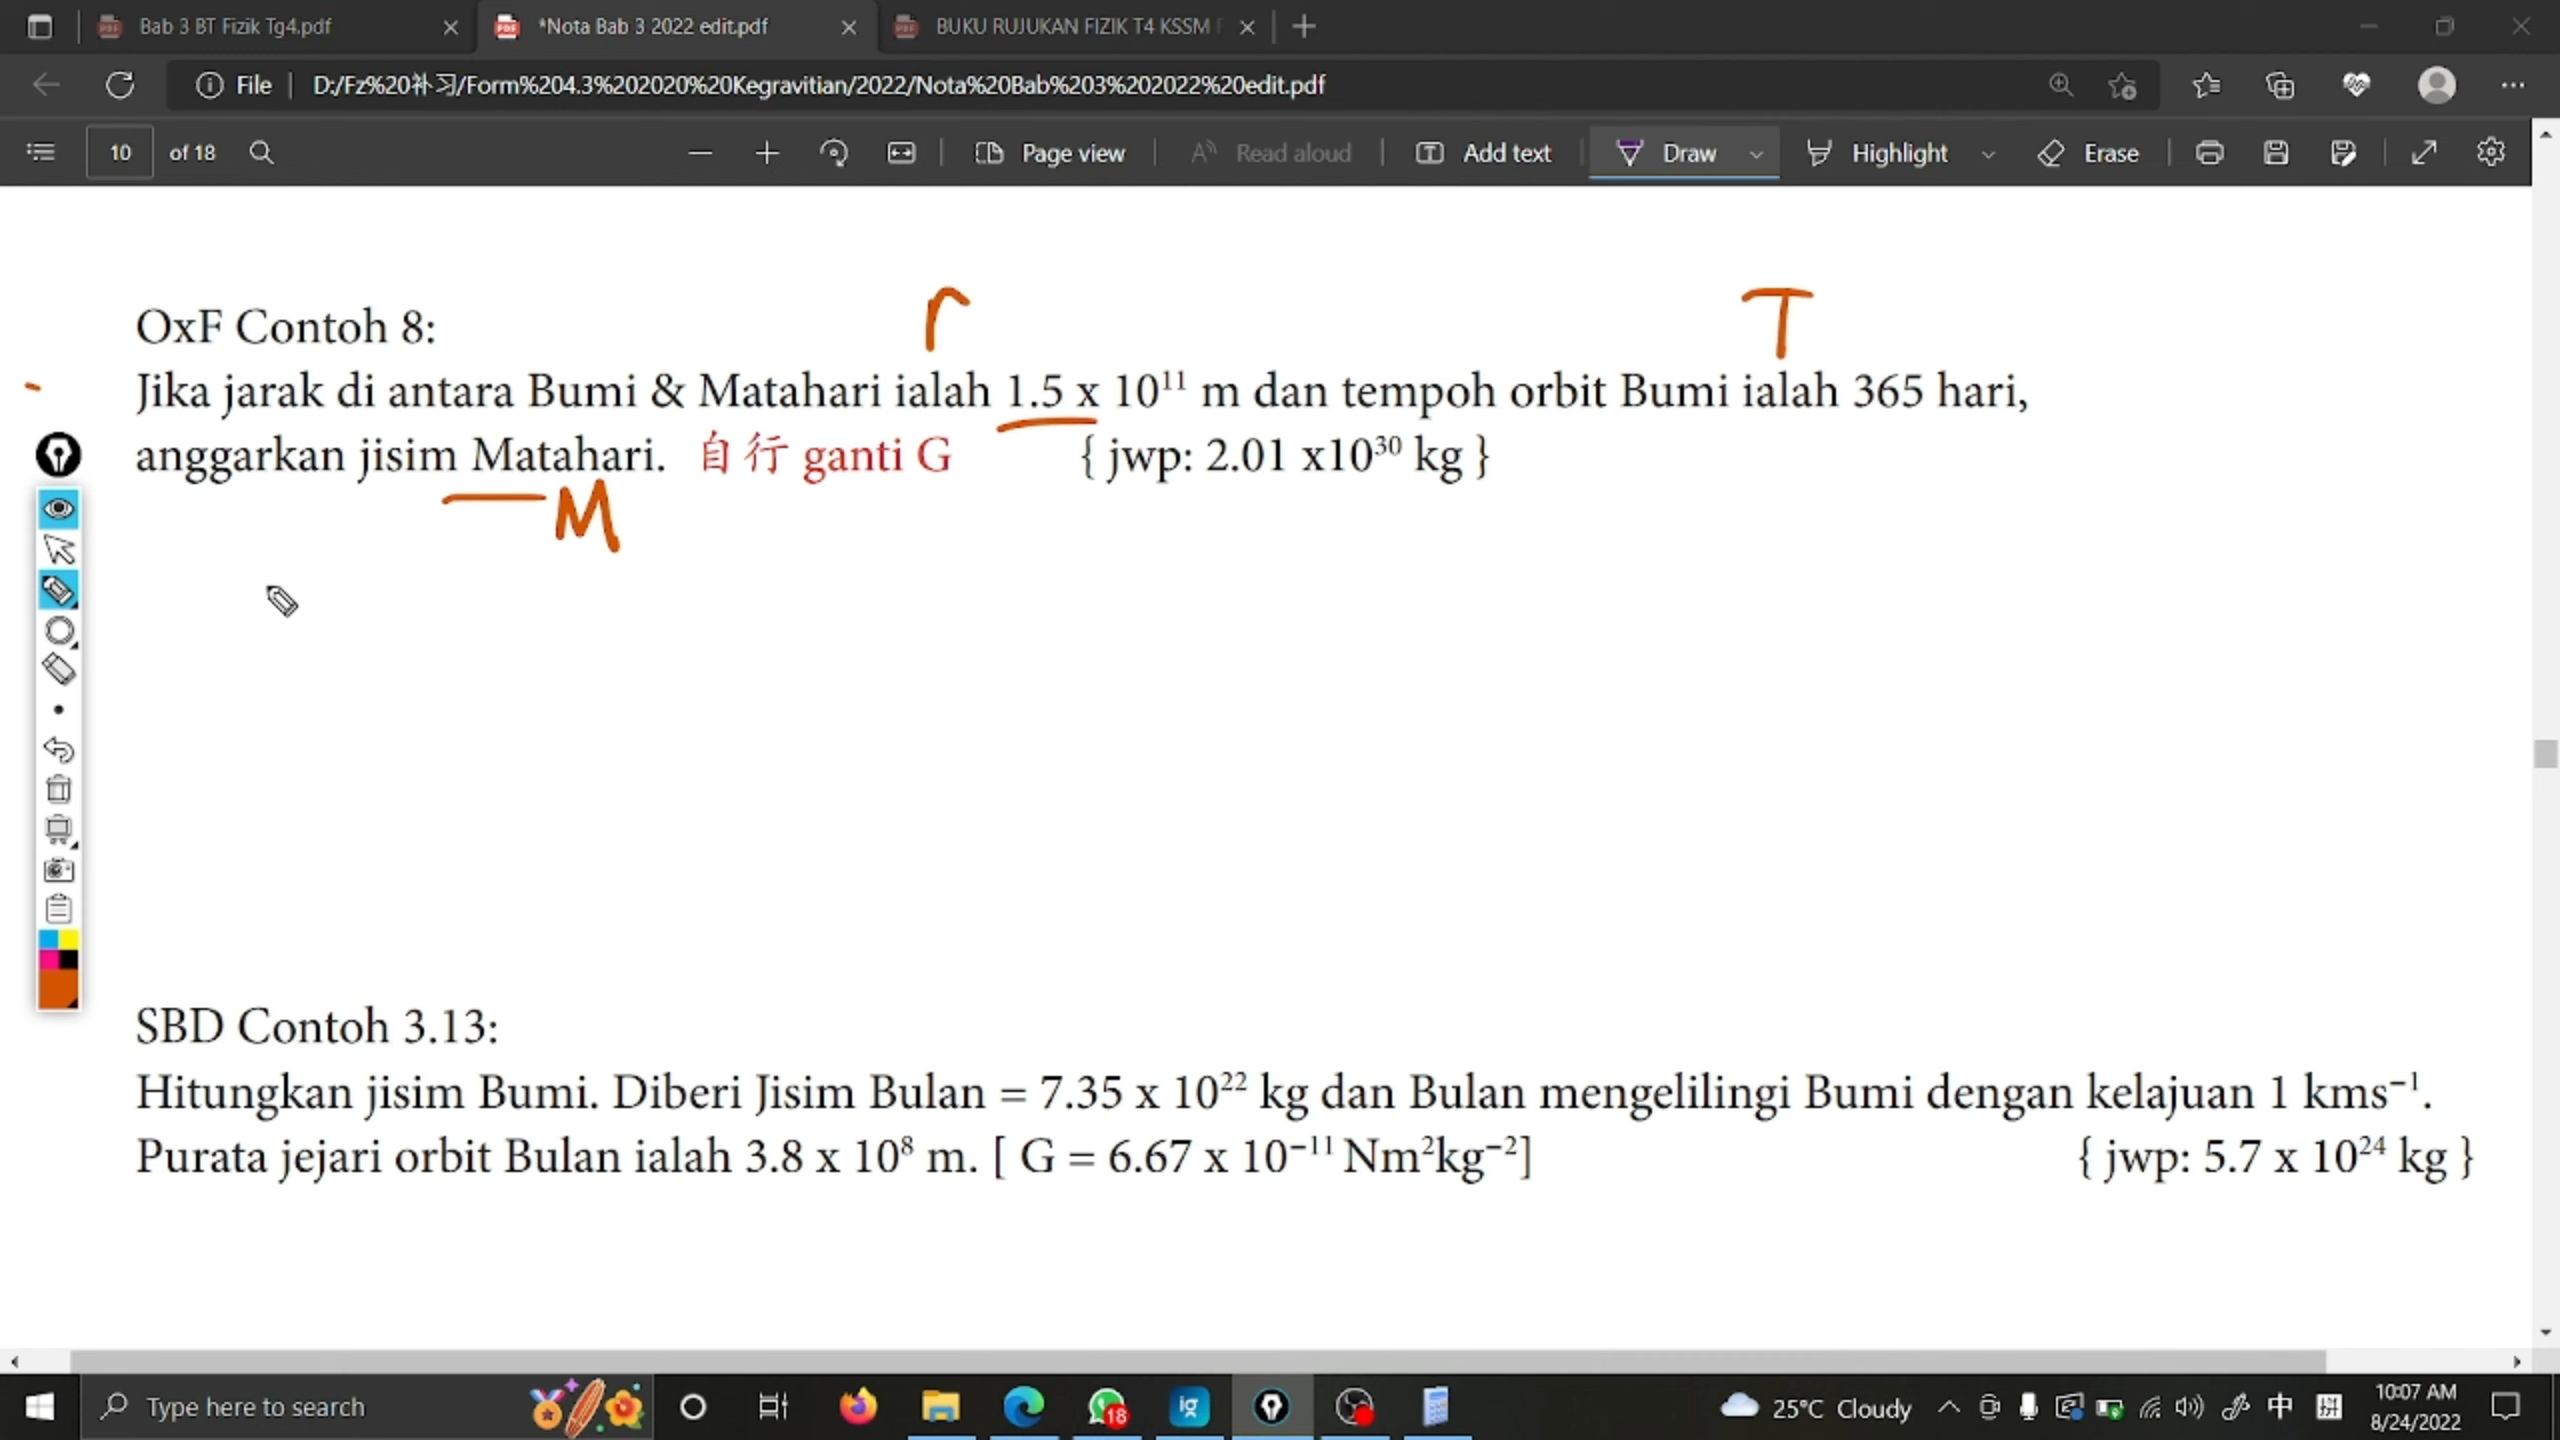 Bab 3 BT Fizik Tg4.pdf
*Nota Bab 3 2022 edit.pdf
BUKU RUJUKAN FIZIK T4 KSSM
File
D:/Fz%20补习/Form%204.3%202020%20Kegravitian/2022/Nota%20Bab%203%202022%20edit.pdf
10 of 18
Page view
Read aloud
Add text
Draw
Highlight
Erase
r T
OxF Contoh 8:
Jika jarak di antara Bumi & Matahari ialah 1.5 x 10¹¹ m dan tempoh orbit Bumi ialah 365 hari,
anggarkan jisim Matahari. 自行 ganti G { jwp: 2.01 x10³⁰ kg }
M
SBD Contoh 3.13:
Hitungkan jisim Bumi. Diberi Jisim Bulan = 7.35 x 10²² kg dan Bulan mengelilingi Bumi dengan kelajuan 1 kms⁻¹.
Purata jejari orbit Bulan ialah 3.8 x 10⁸ m. [ G = 6.67 x 10⁻¹¹ Nm²kg⁻²] { jwp: 5.7 x 10²⁴ kg }
Type here to search
18
ig
25°C Cloudy
中
拼
10:07 AM
8/24/2022